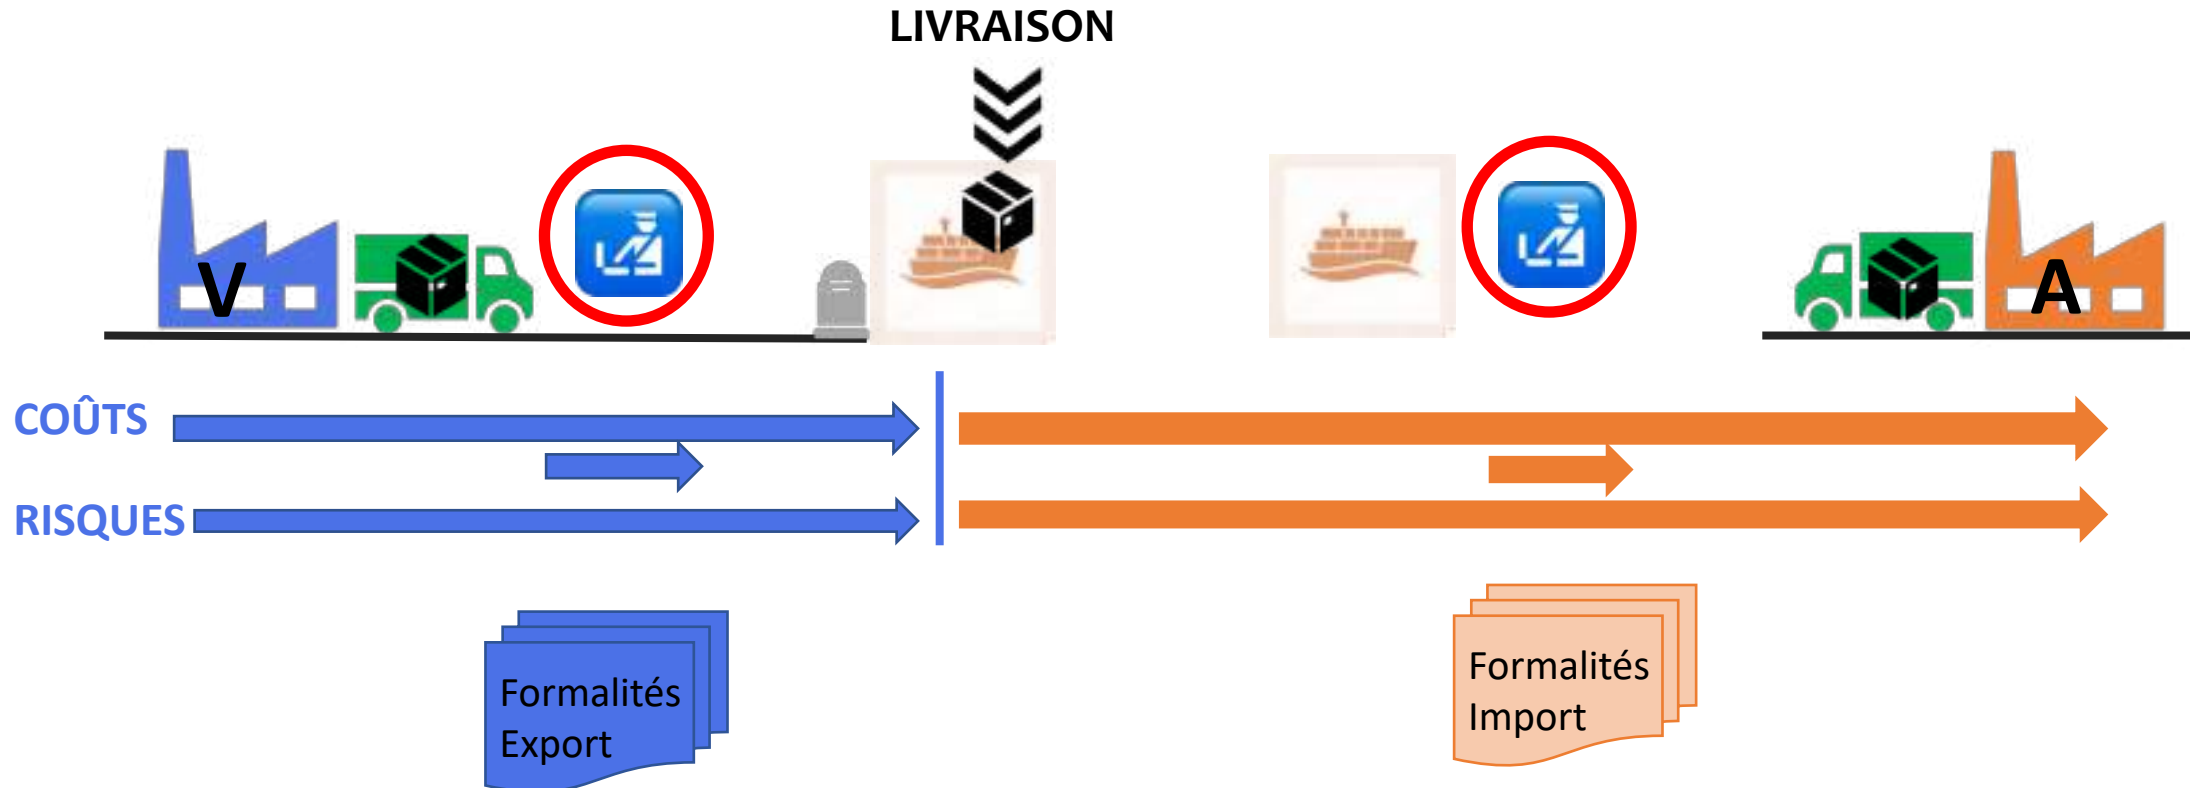 LIVRAISON
V
A
COÛTS
RISQUES
Formalités
Export
Formalités
Import